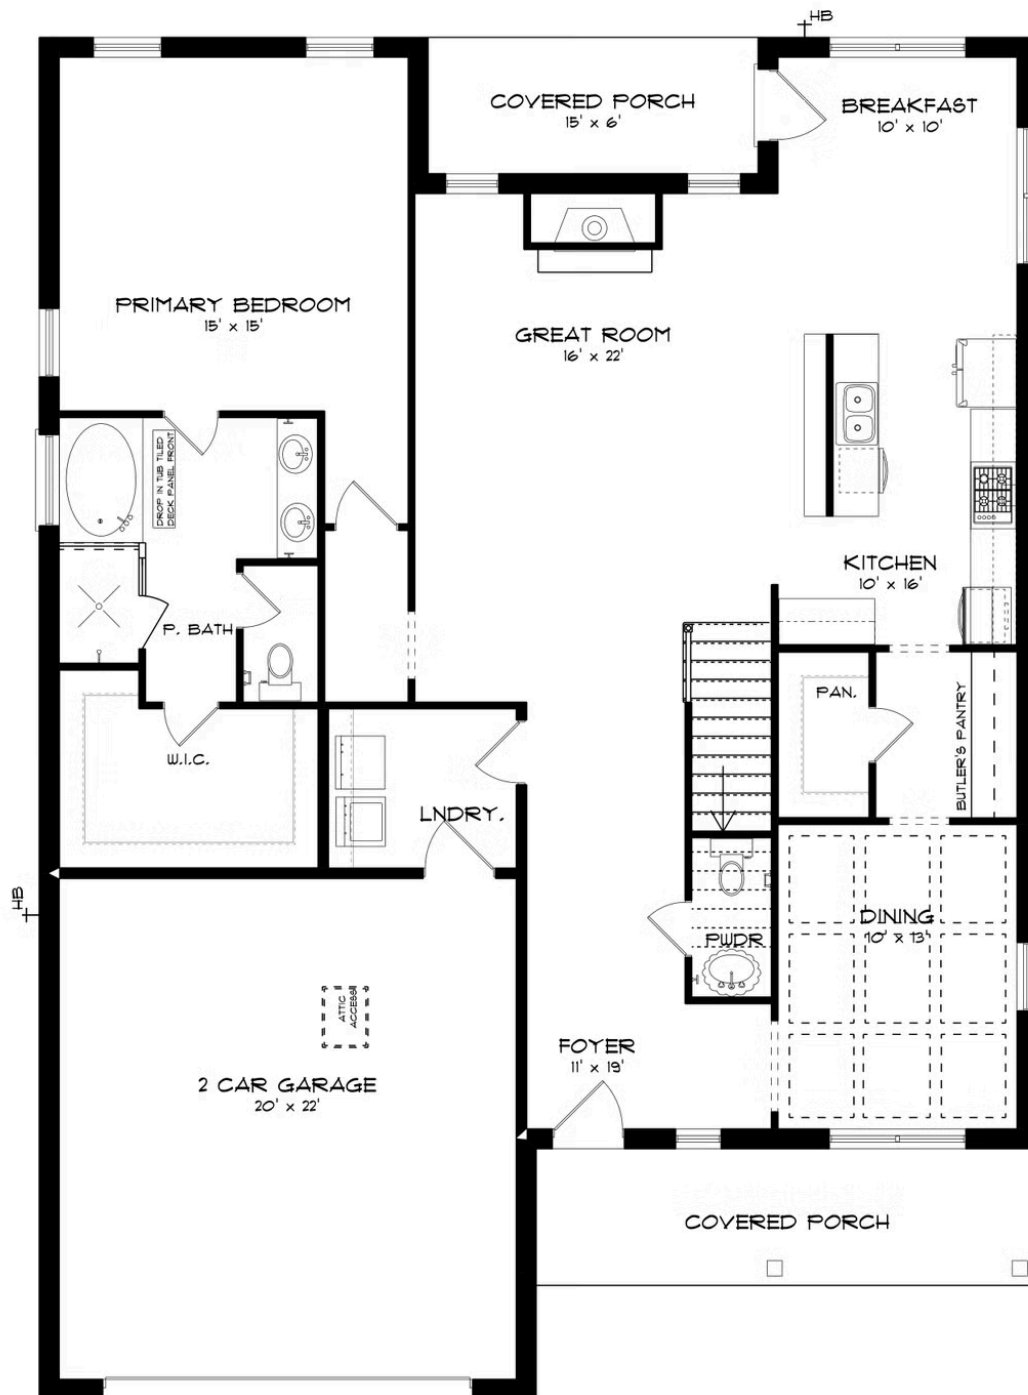 HB
COVERED PORCH
15' x 6'
BREAKFAST
10' x 10'
PRIMARY BEDROOM
15' x 15'
GREAT ROOM
16' x 22'
DROP IN TUB TILED
DECK PANEL FRONT
KITCHEN
10' x 16'
P. BATH
PAN.
BUTLER'S PANTRY
W.I.C.
LNDRY.
HB
DINING
10' x 13'
PWDR
ATTIC
ACCESS
FOYER
11' x 19'
2 CAR GARAGE
20' x 22'
COVERED PORCH